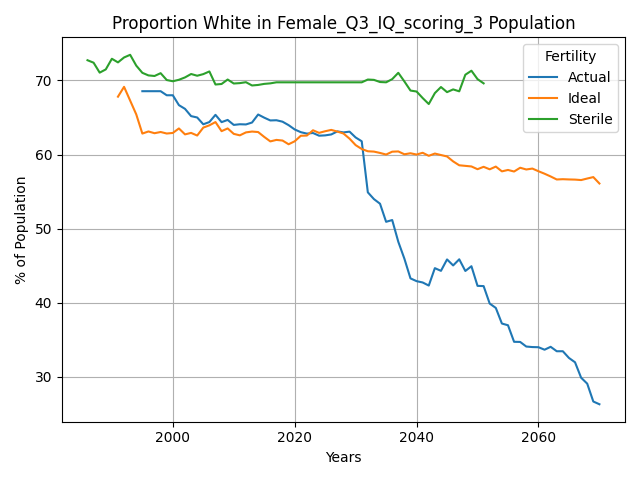 Proportion White in Female_Q3_IQ_scoring_3 Population
Fertility
Actual
Ideal
Sterile
% of Population
70
60
50
40
30
2000
2020
2040
2060
Years